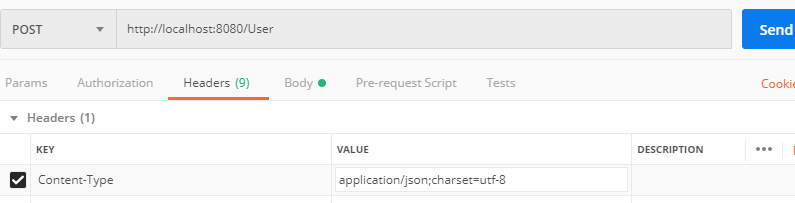 POST http://localhost:8080/User Send
Params Authorization Headers (9) Body Pre-request Script Tests Cookie
Headers (1)
KEY VALUE DESCRIPTION
Content-Type application/json;charset=utf-8